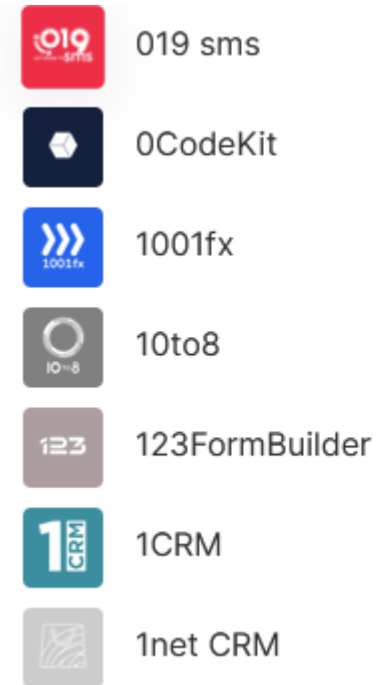 019
sms
019 sms
0CodeKit
1001fx
1001fx
10to8
10to8
123
123FormBuilder
1
CRM
1CRM
1net CRM